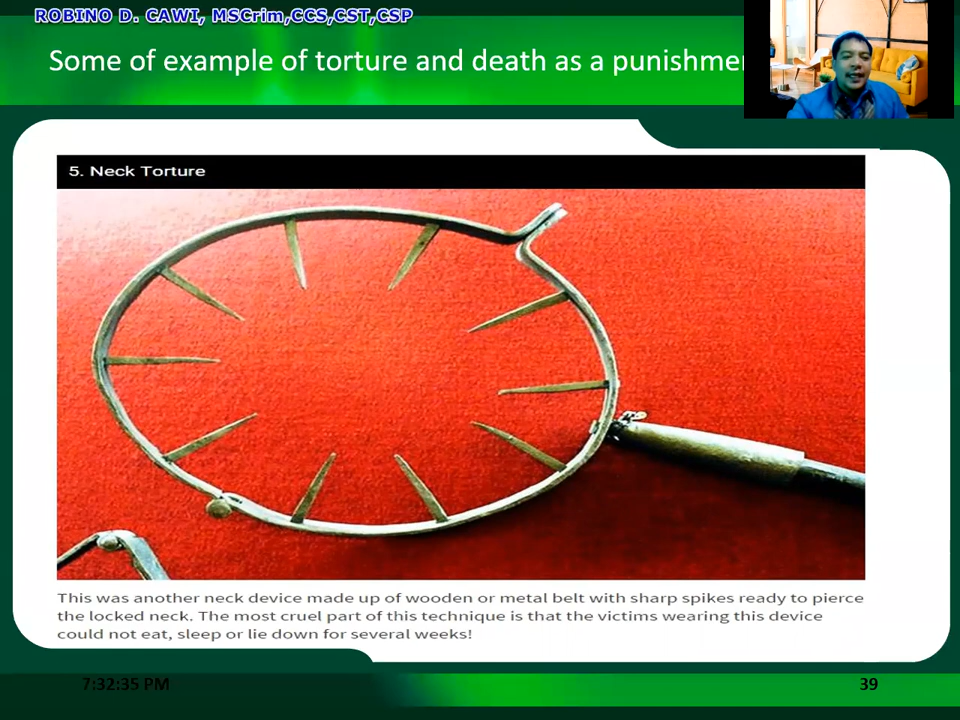 ROBINO D. CAWI, MSCrim,CCS,CST,CSP
Some of example of torture and death as a punishme
5. Neck Torture
This was another neck device made up of wooden or metal belt with sharp spikes ready to pierce
the locked neck. The most cruel part of this technique is that the victims wearing this device
could not eat, sleep or lie down for several weeks!
7:32:35 PM
39